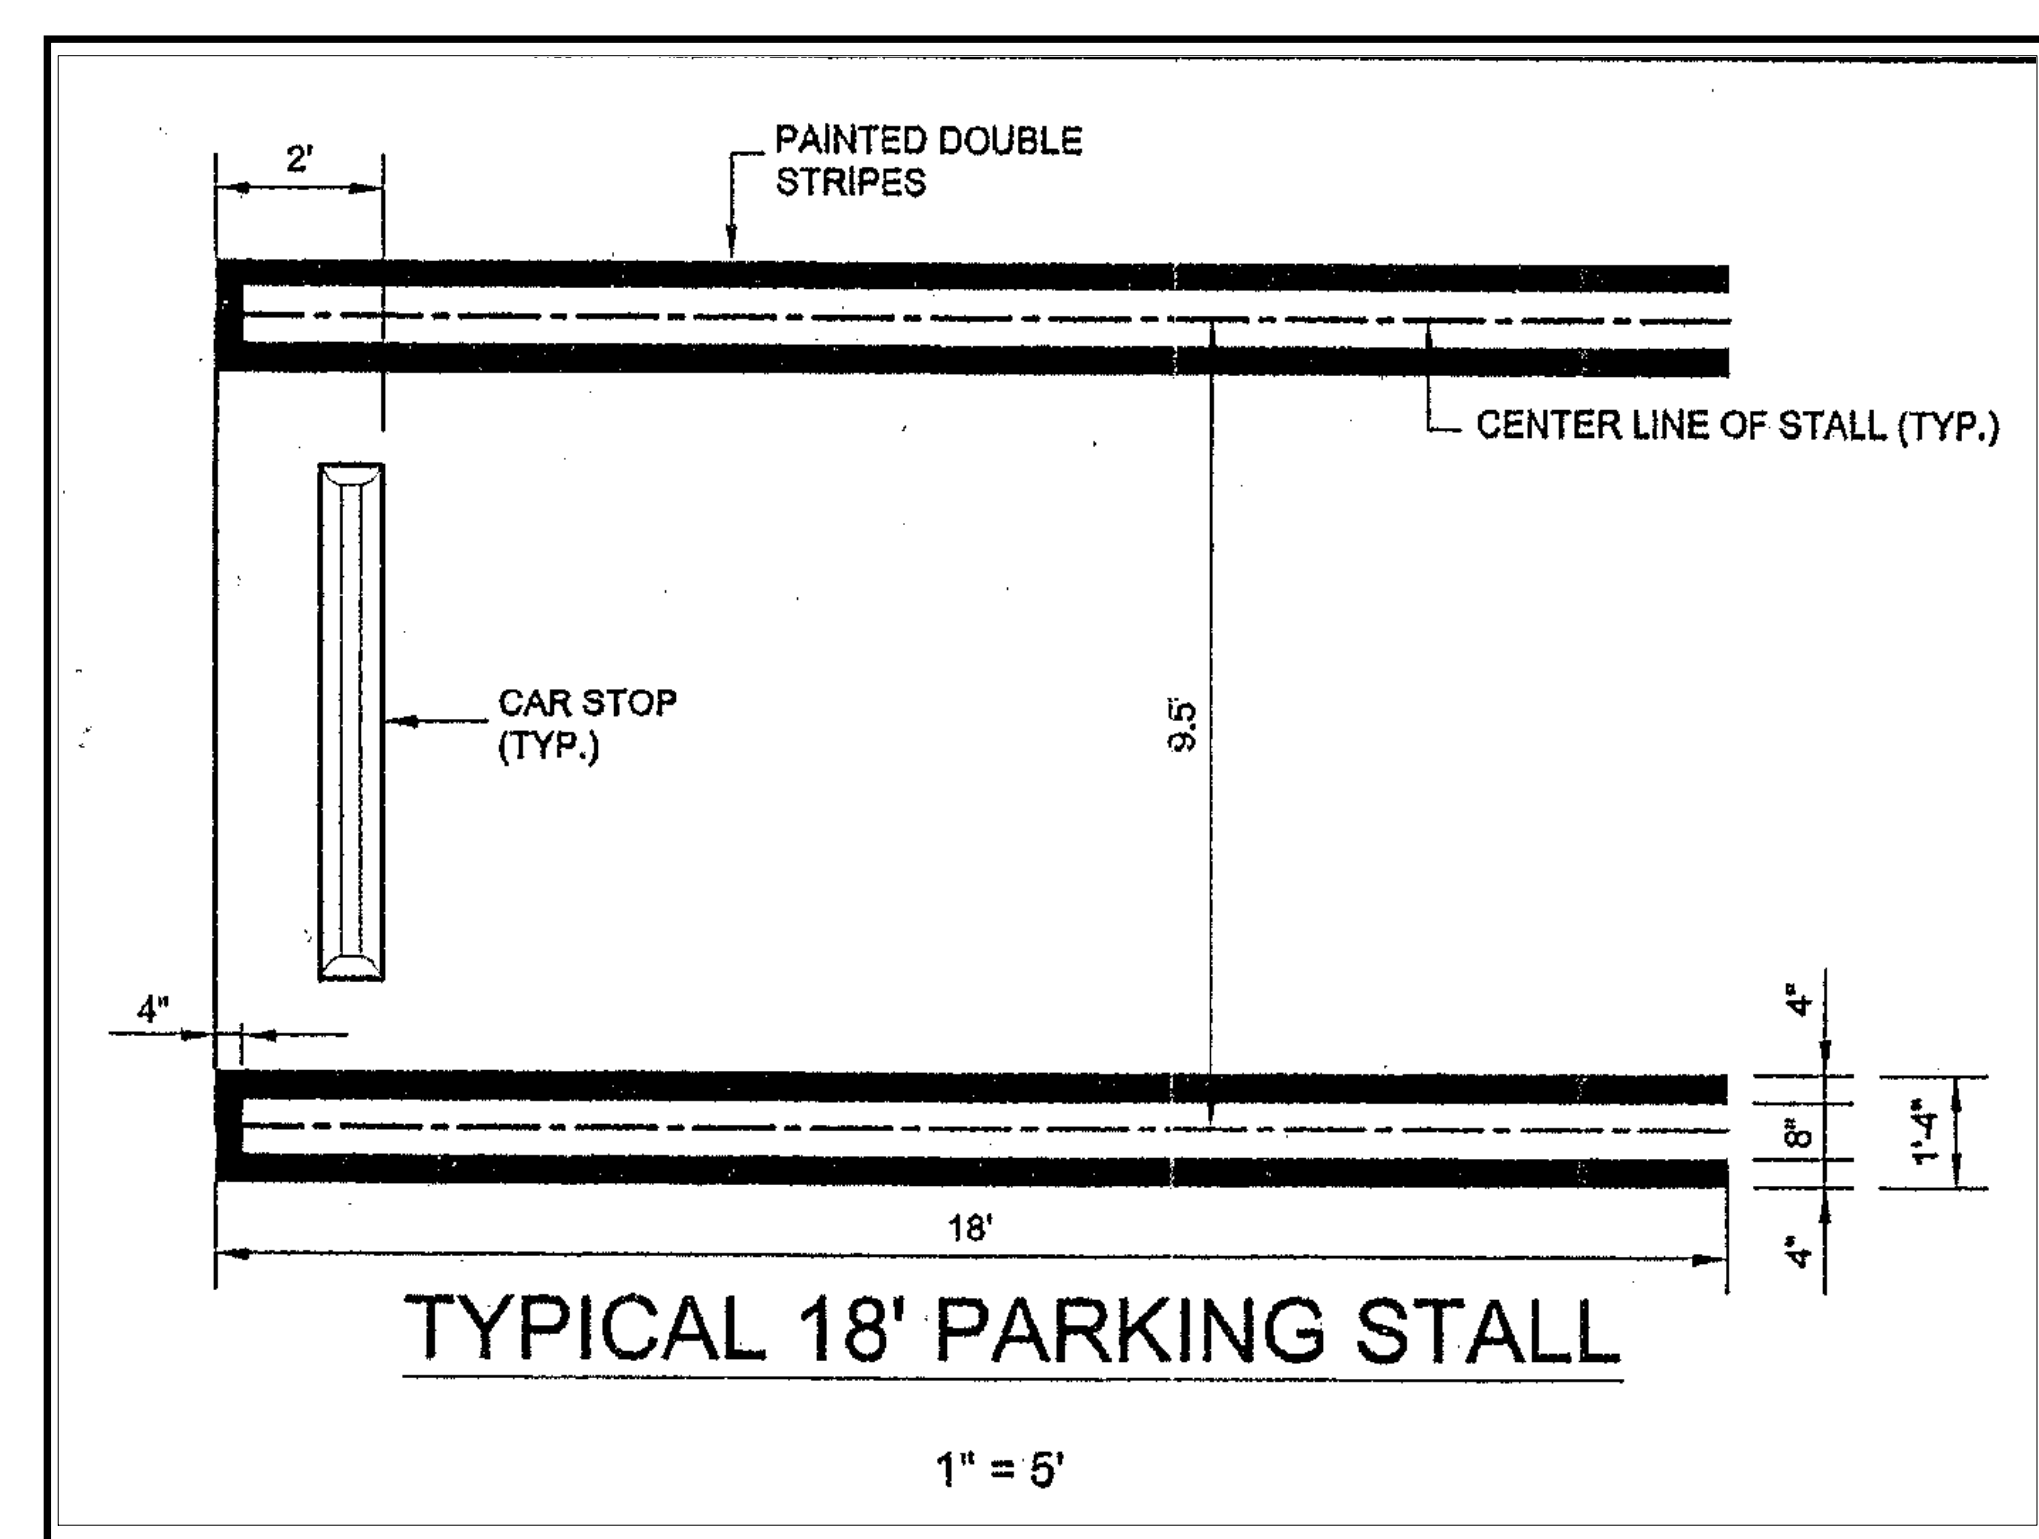 2'
PAINTED DOUBLE
STRIPES
CENTER LINE OF STALL (TYP.)
CAR STOP
(TYP.)
9.5'
4"
4"
8"
1'-4"
4"
18'
TYPICAL 18' PARKING STALL
1" = 5'